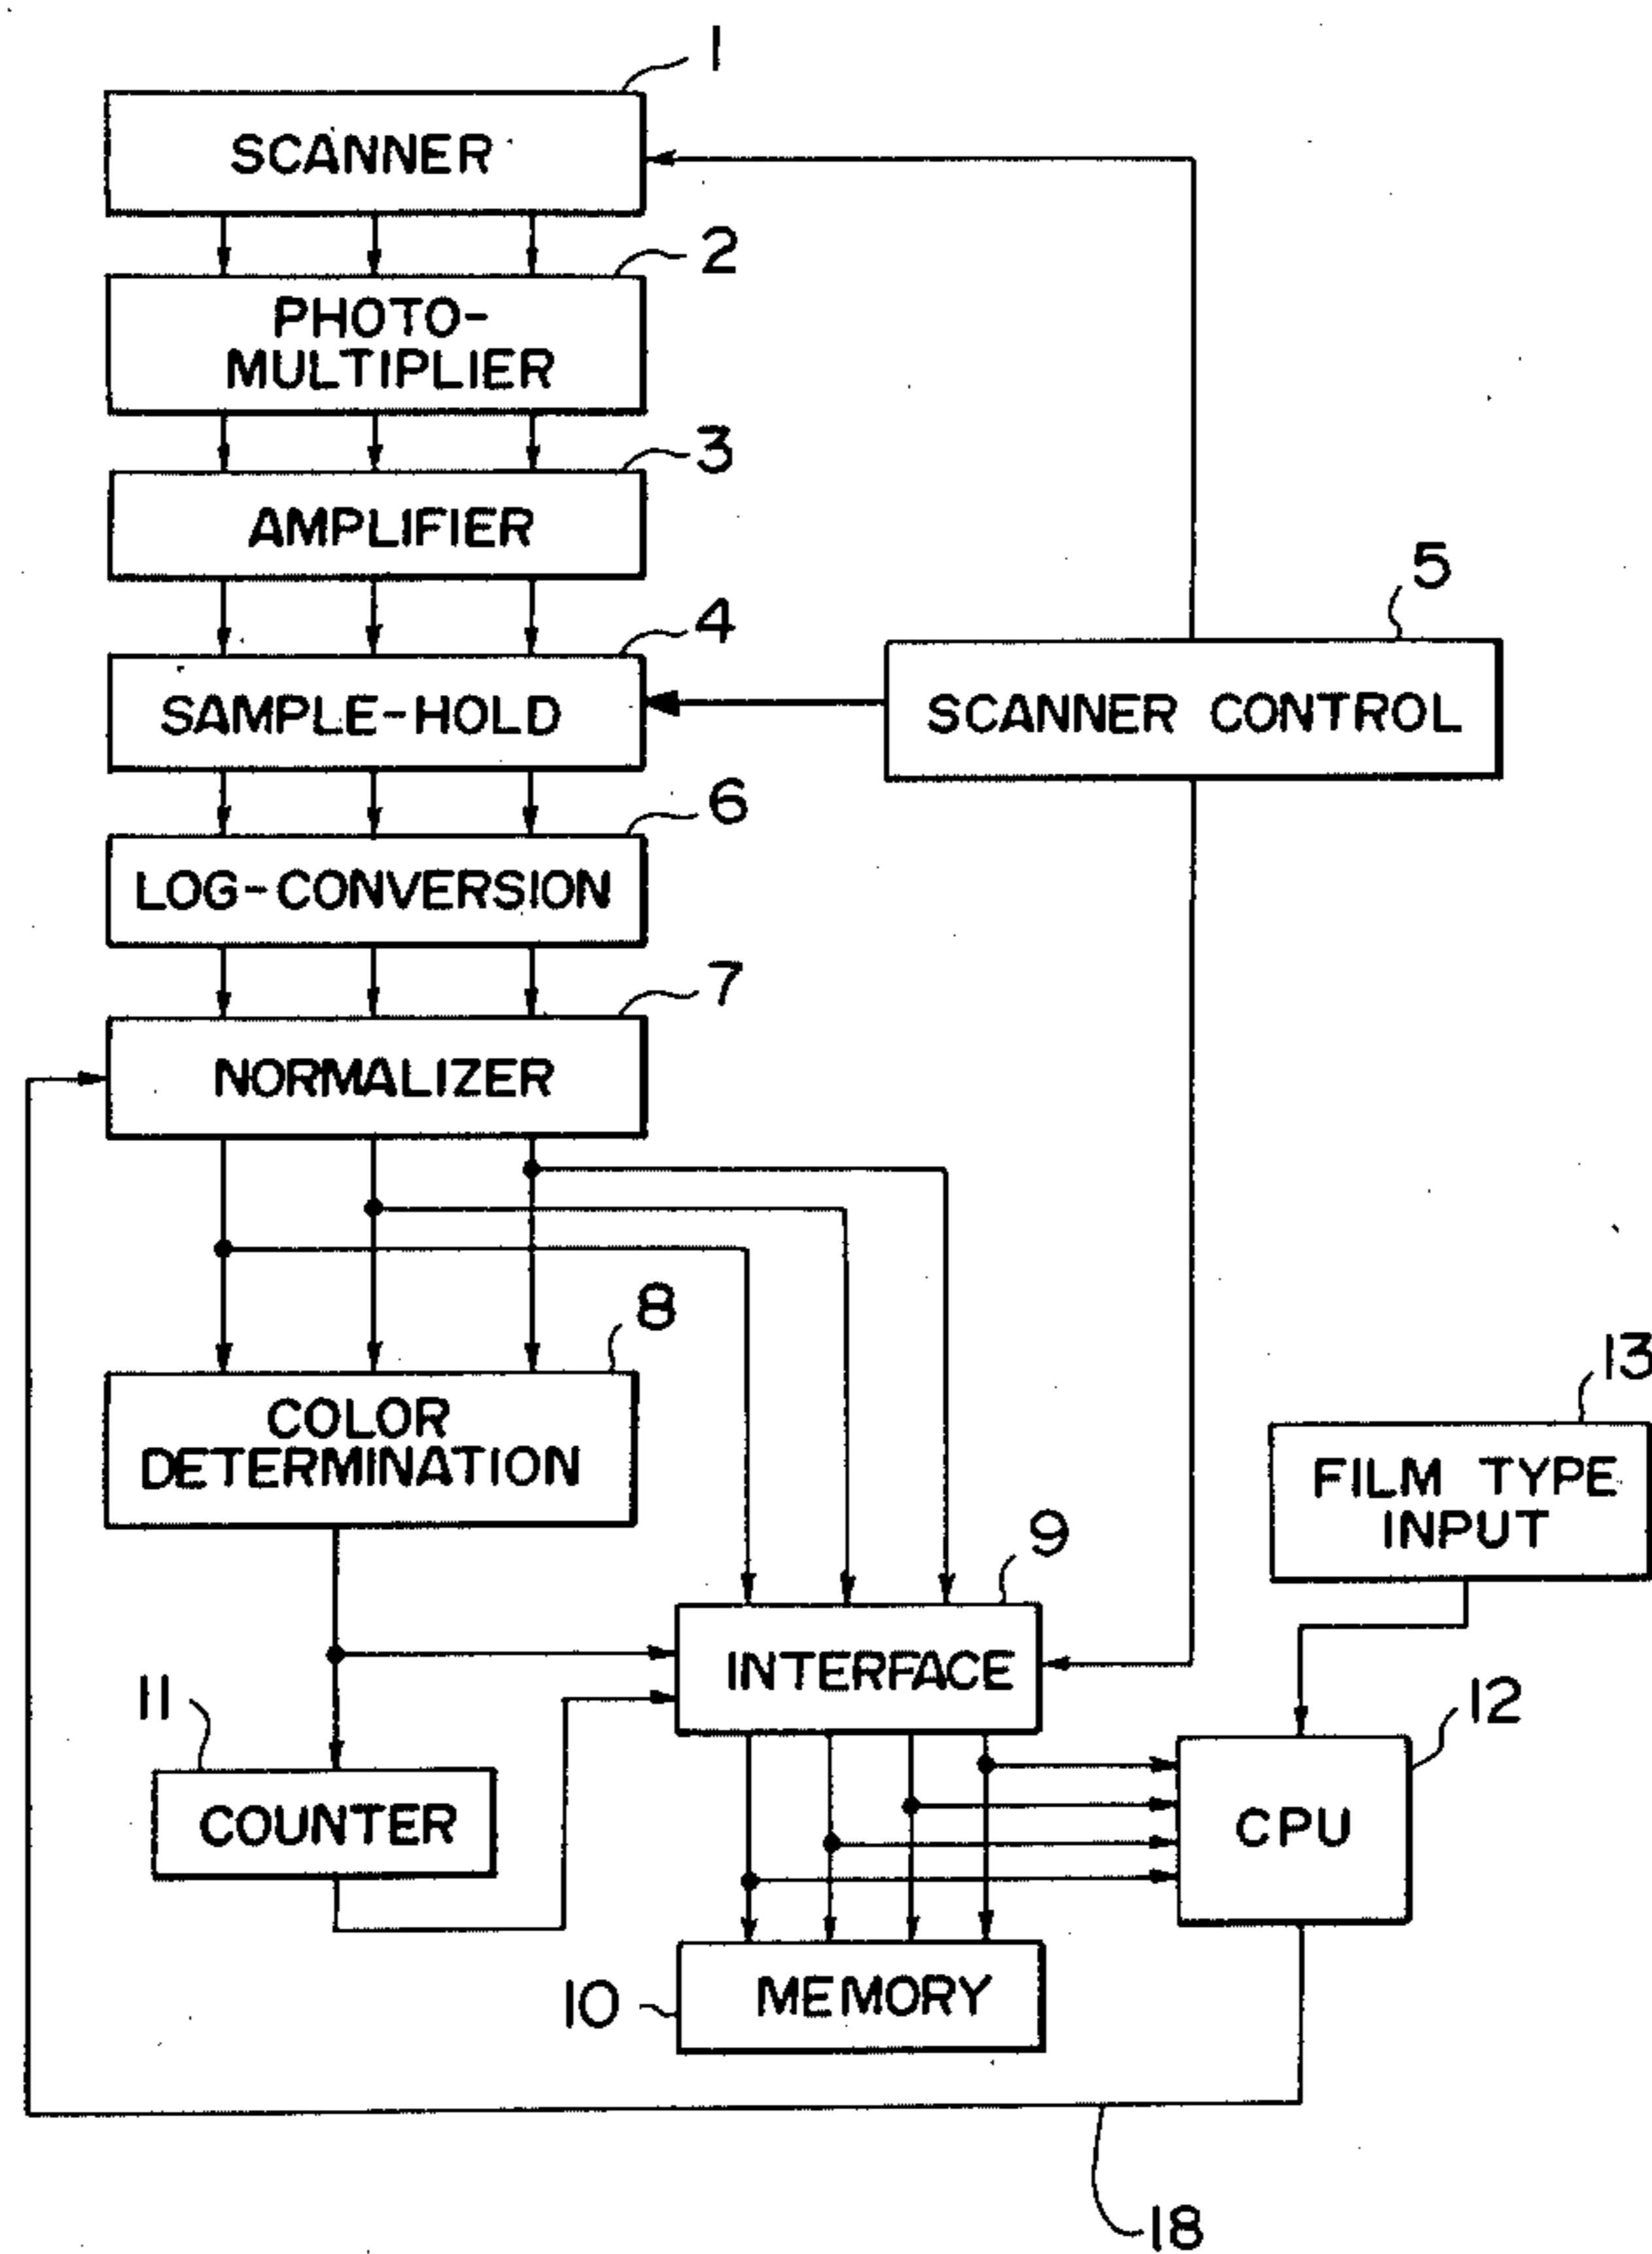 1
SCANNER
2
PHOTO-
MULTIPLIER
3
AMPLIFIER
4
SAMPLE-HOLD
5
SCANNER CONTROL
6
LOG-CONVERSION
7
NORMALIZER
8
COLOR
DETERMINATION
13
FILM TYPE
INPUT
9
INTERFACE
11
COUNTER
12
CPU
10
MEMORY
18